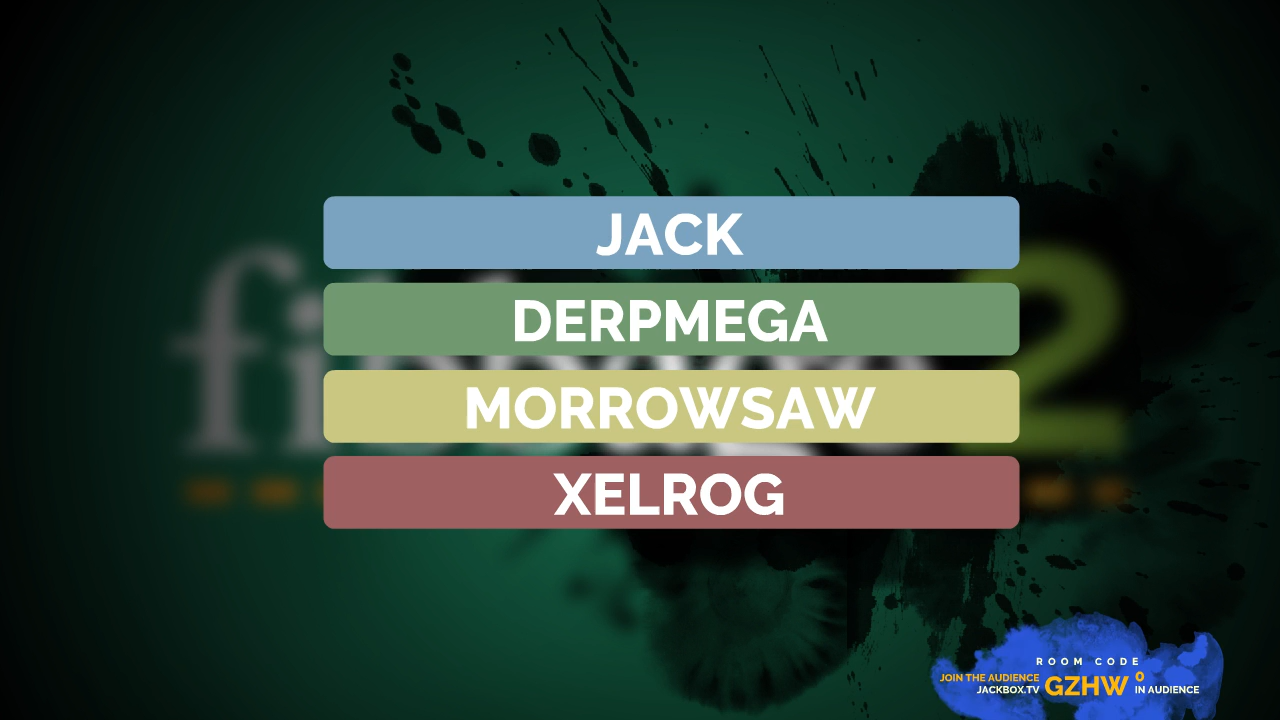 JACK
DERPMEGA
MORROWSAW
XELROG
ROOM CODE
JOIN THE AUDIENCE
JACKBOX.TV
GZHW
0
IN AUDIENCE